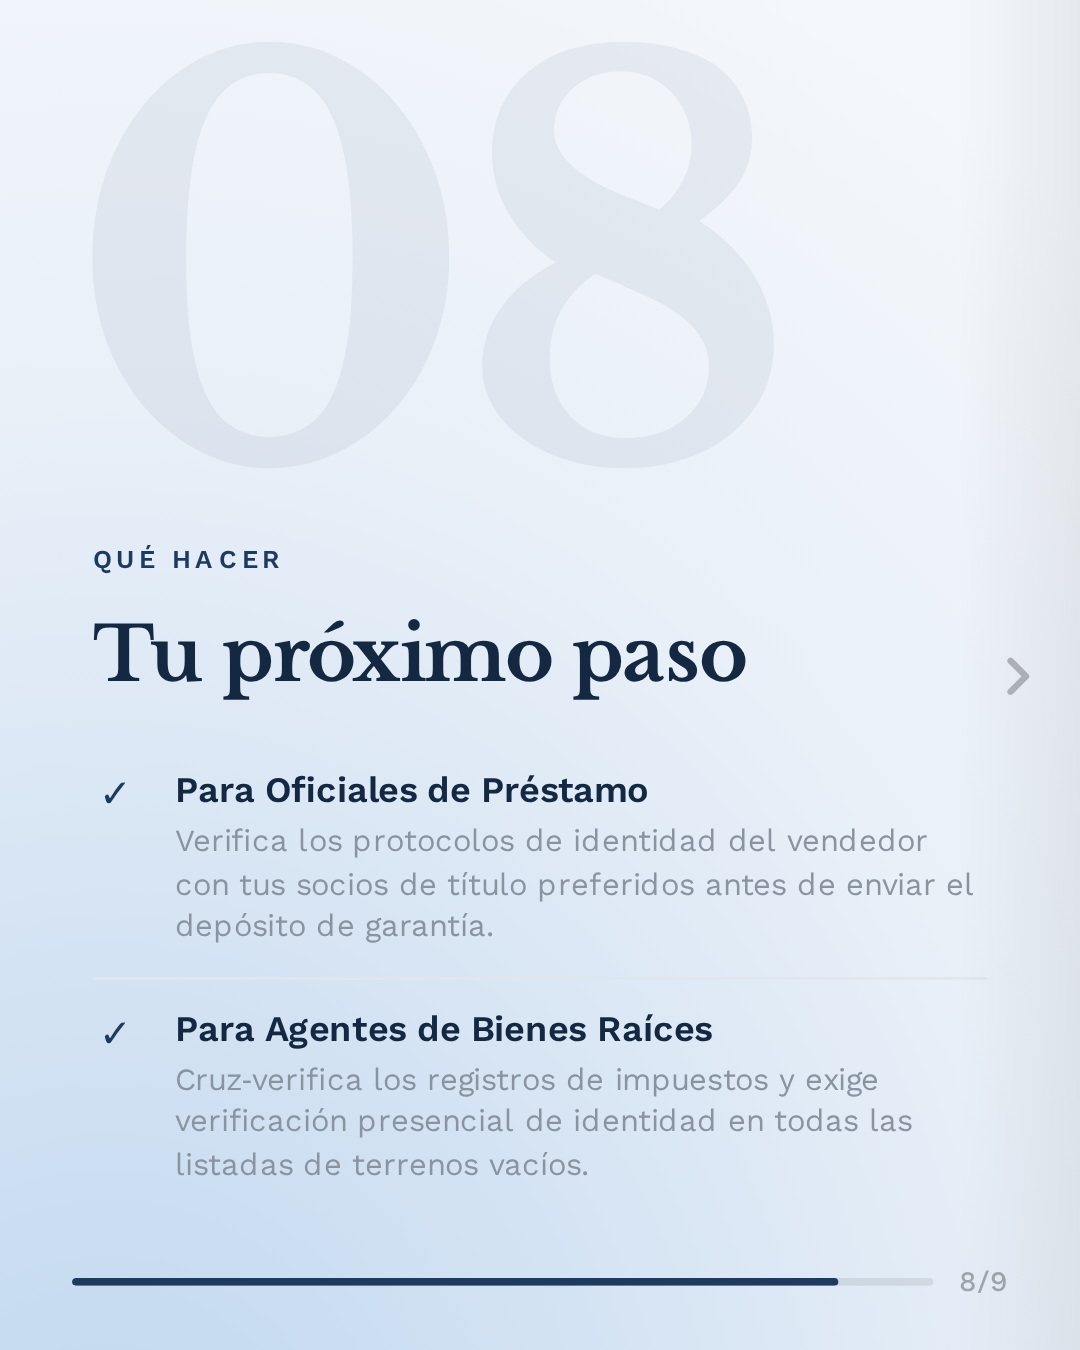 08
QUÉ HACER
Tu próximo paso
✓ Para Oficiales de Préstamo
Verifica los protocolos de identidad del vendedor
con tus socios de título preferidos antes de enviar el
depósito de garantía.
✓ Para Agentes de Bienes Raíces
Cruz-verifica los registros de impuestos y exige
verificación presencial de identidad en todas las
listadas de terrenos vacíos.
8/9